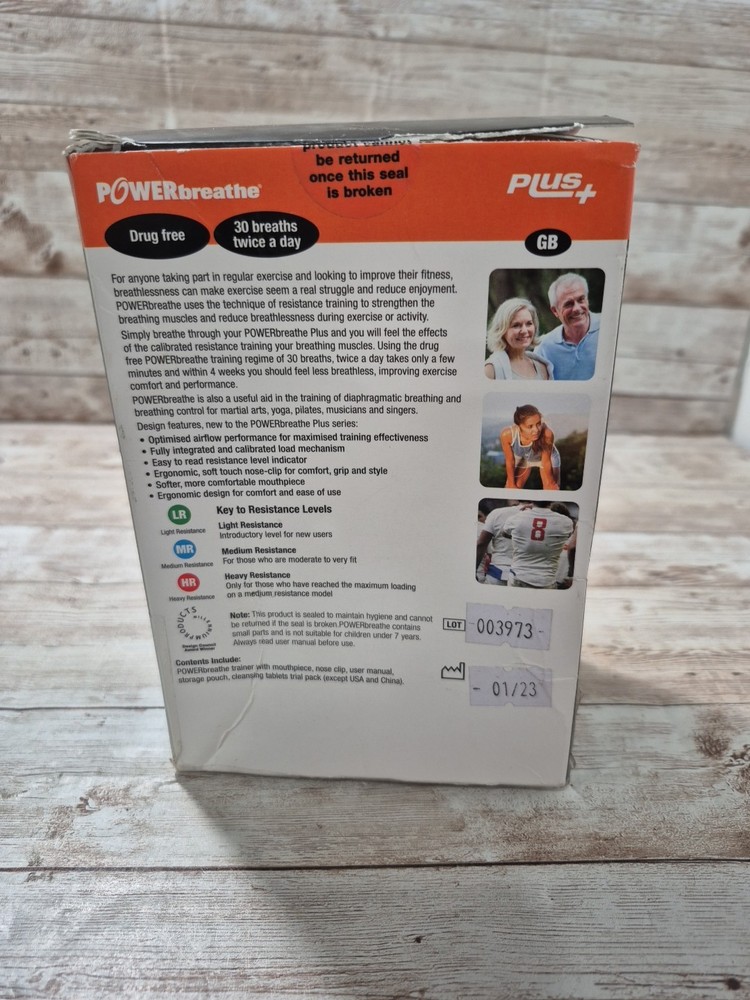 be returned
once this seal
is broken
POWERbreathe
PLUS+
Drug free
30 breaths
twice a day
GB
For anyone taking part in regular exercise and looking to improve their fitness,
breathlessness can make exercise seem a real struggle and reduce enjoyment.
POWERbreathe uses the technique of resistance training to strengthen the
breathing muscles and reduce breathlessness during exercise or activity.
Simply breathe through your POWERbreathe Plus and you will feel the effects
of the calibrated resistance training your breathing muscles. Using the drug
free POWERbreathe training regime of 30 breaths, twice a day takes only a few
minutes and within 4 weeks you should feel less breathless, improving exercise
comfort and performance.
POWERbreathe is also a useful aid in the training of diaphragmatic breathing and
breathing control for martial arts, yoga, pilates, musicians and singers.
Design features, new to the POWERbreathe Plus series:
• Optimised airflow performance for maximised training effectiveness
• Fully integrated and calibrated load mechanism
• Easy to read resistance level indicator
• Ergonomic, soft touch nose-clip for comfort, grip and style
• Softer, more comfortable mouthpiece
• Ergonomic design for comfort and ease of use
Key to Resistance Levels
LR
Light Resistance
Light Resistance
Introductory level for new users
MR
Medium Resistance
Medium Resistance
For those who are moderate to very fit
HR
Heavy Resistance
Heavy Resistance
Only for those who have reached the maximum loading
on a medium resistance model
8
MILLENNIUM PRODUCTS
Design Council
Award Winner
Note: This product is sealed to maintain hygiene and cannot
be returned if the seal is broken.POWERbreathe contains
small parts and is not suitable for children under 7 years.
Always read user manual before use.
LOT
-003973-
Contents Include:
POWERbreathe trainer with mouthpiece, nose clip, user manual,
storage pouch, cleansing tablets trial pack (except USA and China).
- 01/23